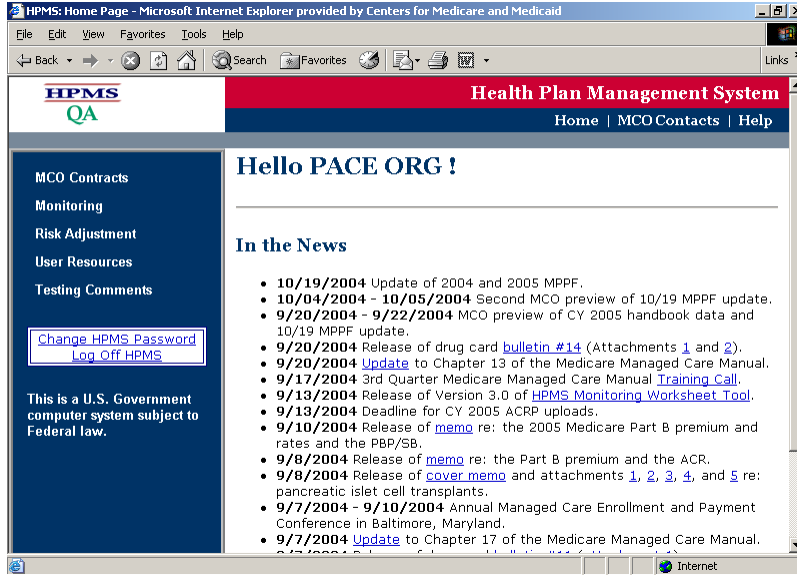 HPMS: Home Page - Microsoft Internet Explorer provided by Centers for Medicare and Medicaid
File Edit View Favorites Tools Help
Back Search Favorites Links
HPMS
QA
Health Plan Management System
Home | MCO Contacts | Help
MCO Contracts
Monitoring
Risk Adjustment
User Resources
Testing Comments
Change HPMS Password
Log Off HPMS
This is a U.S. Government
computer system subject to
Federal law.
Hello PACE ORG !
In the News
• 10/19/2004 Update of 2004 and 2005 MPPF.
• 10/04/2004 - 10/05/2004 Second MCO preview of 10/19 MPPF update.
• 9/20/2004 - 9/22/2004 MCO preview of CY 2005 handbook data and
10/19 MPPF update.
• 9/20/2004 Release of drug card bulletin #14 (Attachments 1 and 2).
• 9/20/2004 Update to Chapter 13 of the Medicare Managed Care Manual.
• 9/17/2004 3rd Quarter Medicare Managed Care Manual Training Call.
• 9/13/2004 Release of Version 3.0 of HPMS Monitoring Worksheet Tool.
• 9/13/2004 Deadline for CY 2005 ACRP uploads.
• 9/10/2004 Release of memo re: the 2005 Medicare Part B premium and
rates and the PBP/SB.
• 9/8/2004 Release of memo re: the Part B premium and the ACR.
• 9/8/2004 Release of cover memo and attachments 1, 2, 3, 4, and 5 re:
pancreatic islet cell transplants.
• 9/7/2004 - 9/10/2004 Annual Managed Care Enrollment and Payment
Conference in Baltimore, Maryland.
• 9/7/2004 Update to Chapter 17 of the Medicare Managed Care Manual.
Internet